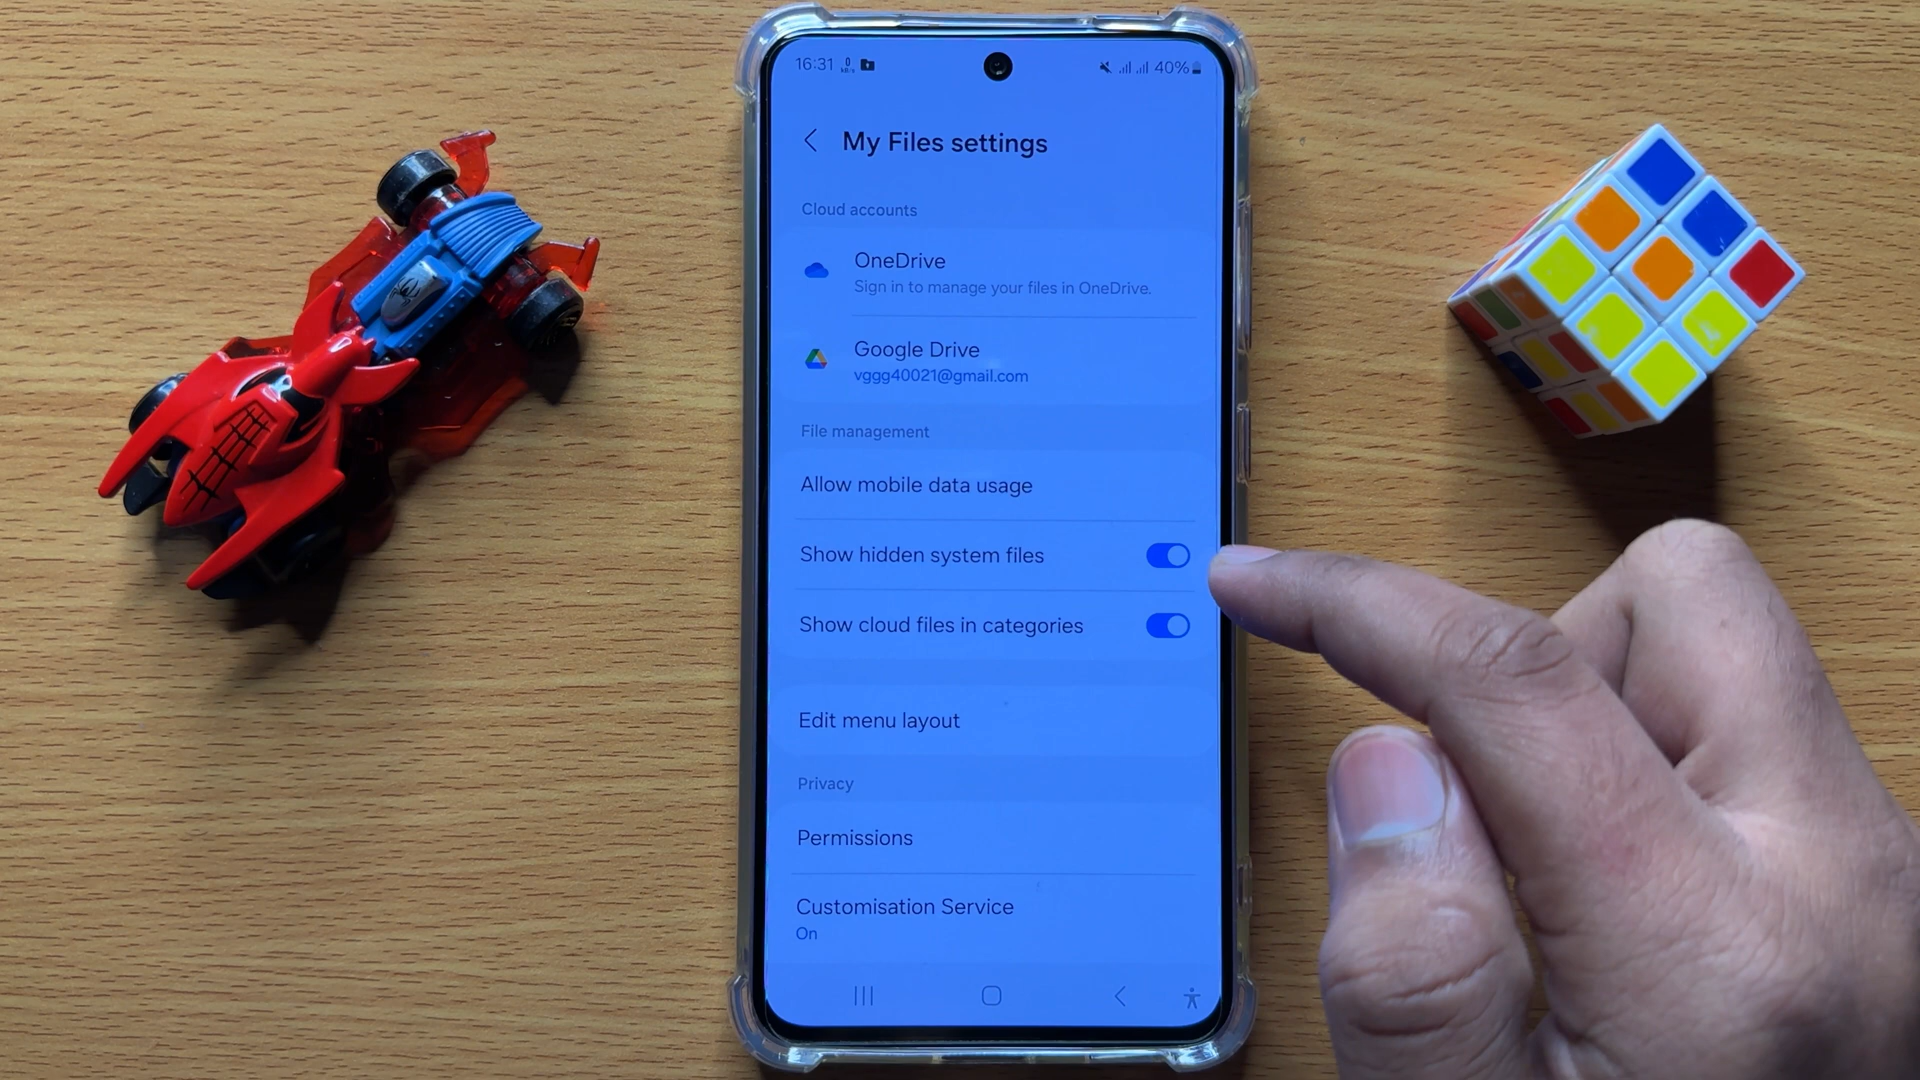 16:31 0 KB/s 40%
My Files settings
Cloud accounts
OneDrive
Sign in to manage your files in OneDrive.
Google Drive
vggg40021@gmail.com
File management
Allow mobile data usage
Show hidden system files
Show cloud files in categories
Edit menu layout
Privacy
Permissions
Customisation Service
On